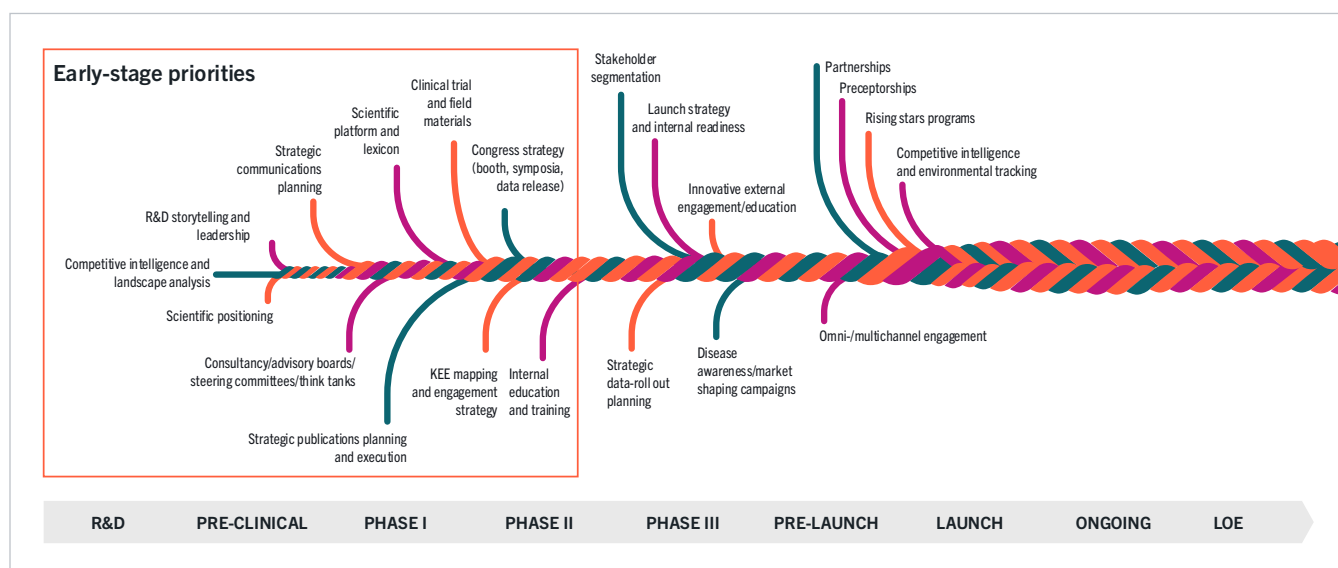 Early-stage priorities
R&D storytelling and
leadership
Competitive intelligence and
landscape analysis
Scientific positioning
Strategic
communications
planning
Scientific
platform and
lexicon
Clinical trial
and field
materials
Congress strategy
(booth, symposia,
data release)
Consultancy/advisory boards/
steering committees/think tanks
Strategic publications planning
and execution
KEE mapping
and engagement
strategy
Internal
education
and training
Stakeholder
segmentation
Launch strategy
and internal readiness
Innovative external
engagement/education
Strategic
data-roll out
planning
Disease
awareness/market
shaping campaigns
Partnerships
Preceptorships
Rising stars programs
Competitive intelligence
and environmental tracking
Omni-/multichannel engagement
R&D
PRE-CLINICAL
PHASE I
PHASE II
PHASE III
PRE-LAUNCH
LAUNCH
ONGOING
LOE